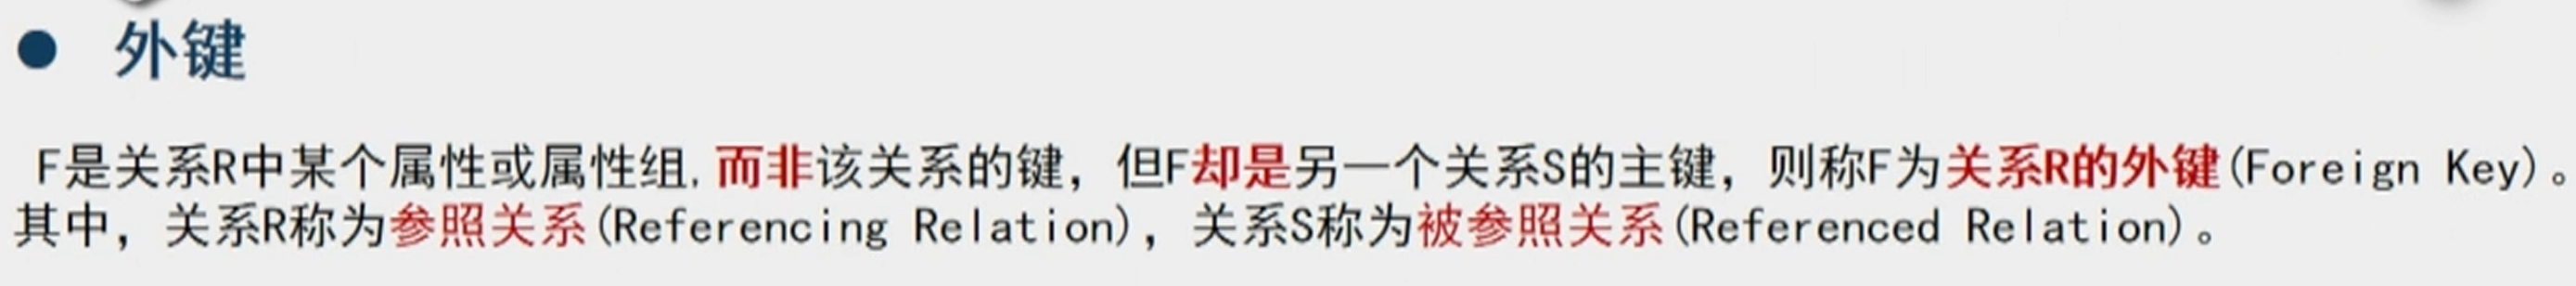 ● 外键
F是关系R中某个属性或属性组,而非该关系的键，但F却是另一个关系S的主键，则称F为关系R的外键(Foreign Key)。
其中，关系R称为参照关系(Referencing Relation)，关系S称为被参照关系(Referenced Relation)。